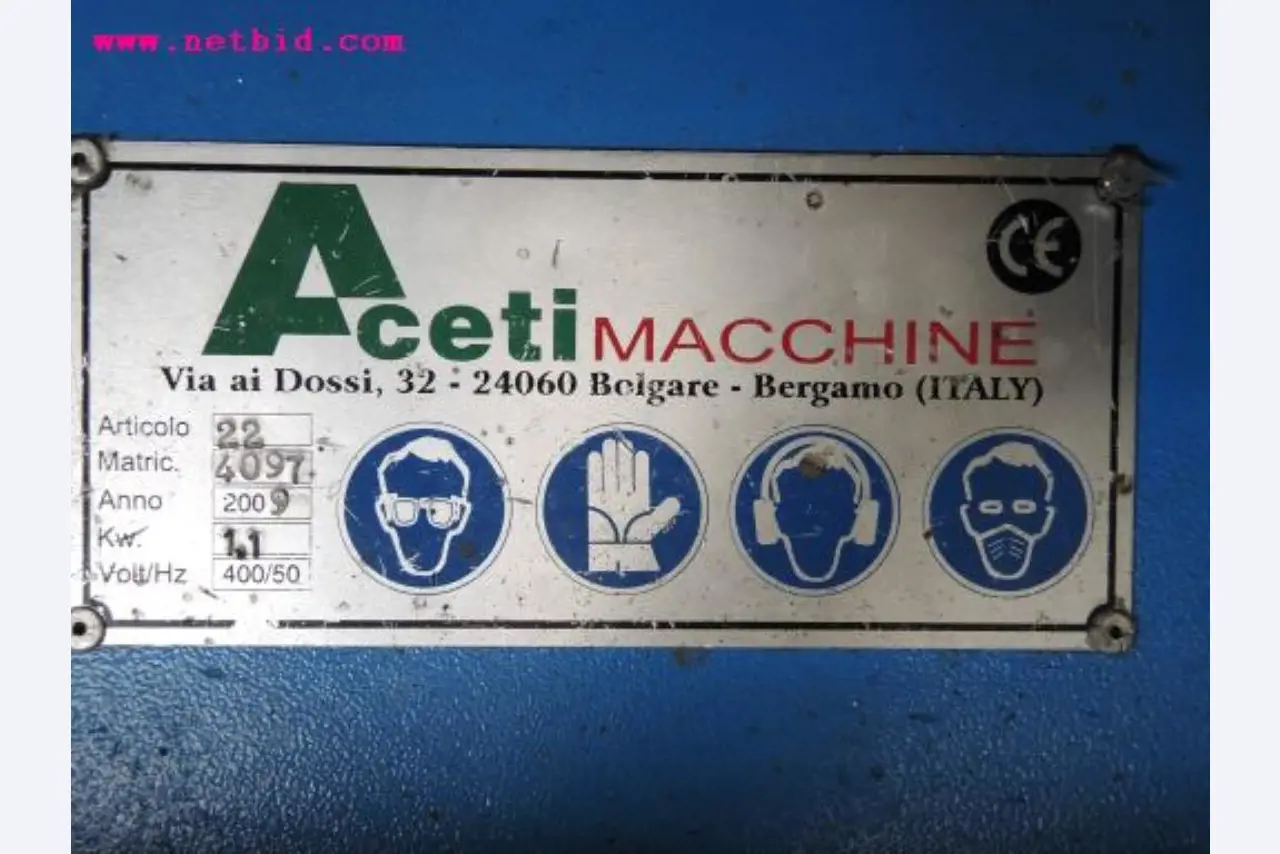 www.netbid.com
CE
Aceti MACCHINE
Via ai Dossi, 32 - 24060 Bolgare - Bergamo (ITALY)
Articolo 22
Matric. 4097
Anno 2009
Kw. 1.1
Volt/Hz 400/50